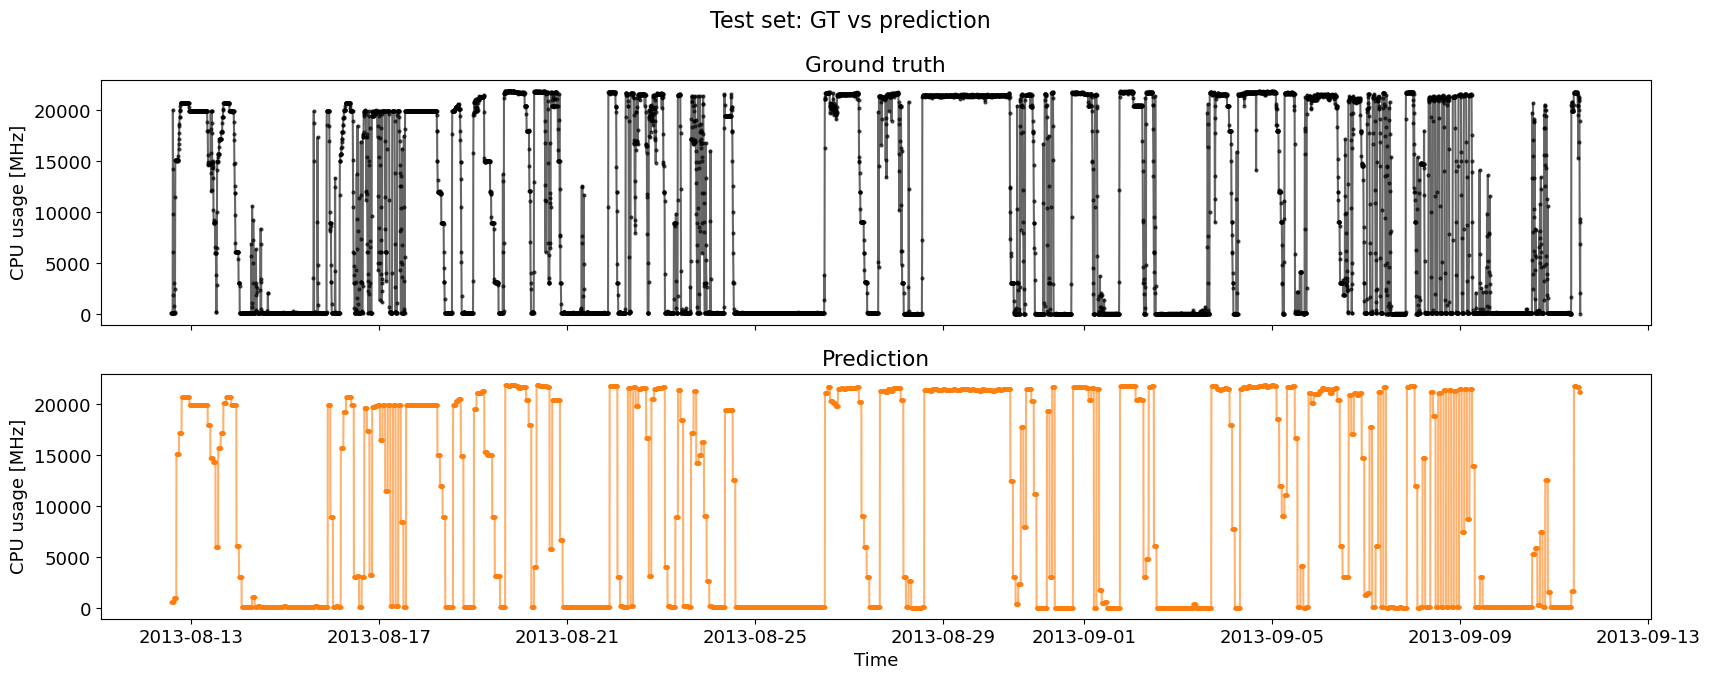 Test set: GT vs prediction
Ground truth
CPU usage [MHz]
20000
15000
10000
5000
0
Prediction
CPU usage [MHz]
20000
15000
10000
5000
0
2013-08-13 2013-08-17 2013-08-21 2013-08-25 2013-08-29 2013-09-01 2013-09-05 2013-09-09 2013-09-13
Time